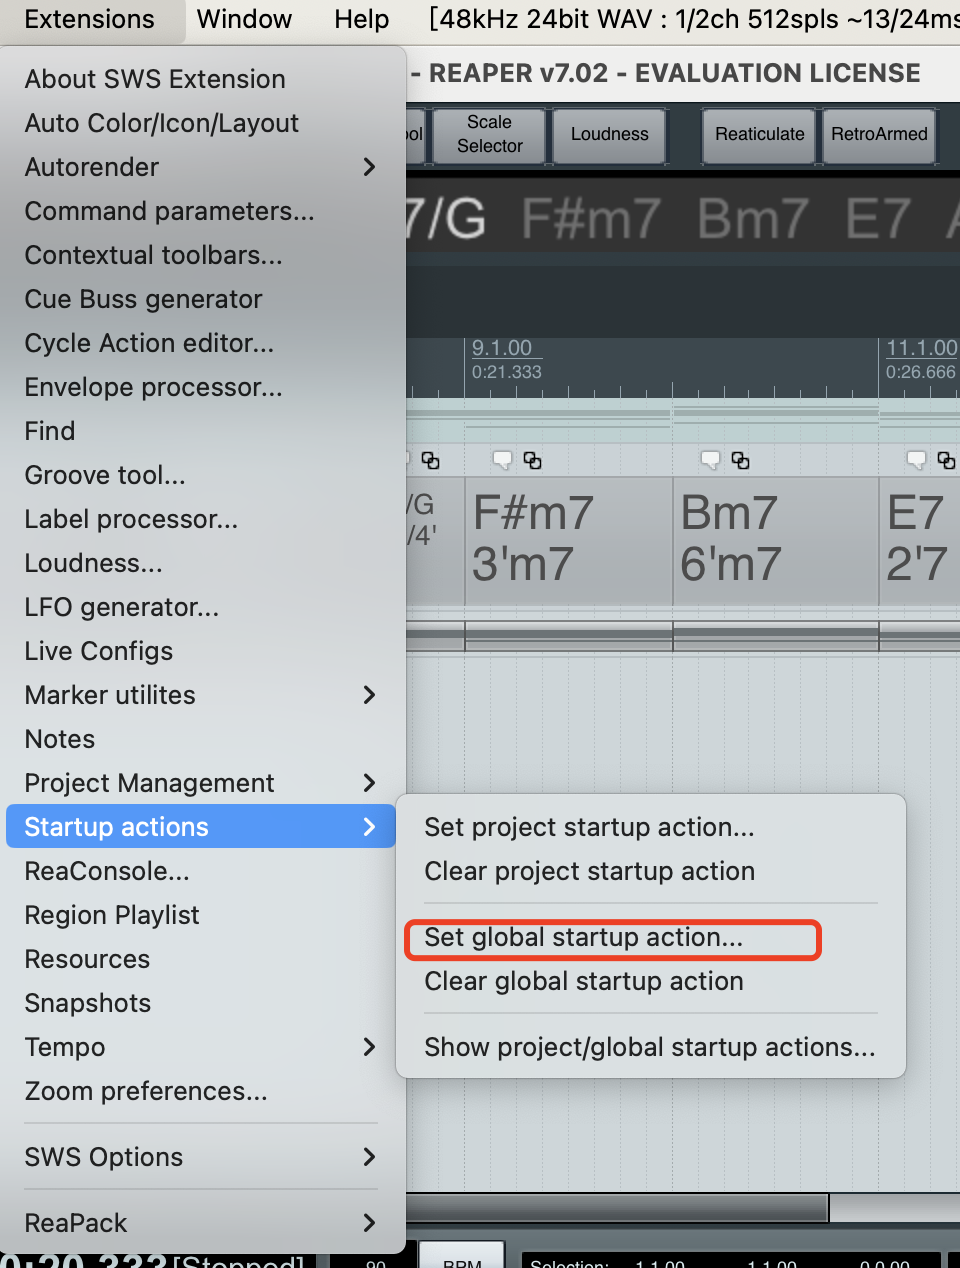 Extensions Window Help [48kHz 24bit WAV : 1/2ch 512spls ~13/24ms
- REAPER v7.02 - EVALUATION LICENSE
Scale
Selector
Loudness
Reaticulate
RetroArmed
7/G F#m7 Bm7 E7
9.1.00
0:21.333
11.1.00
0:26.666
/G
/4'
F#m7
3'm7
Bm7
6'm7
E7
2'7
About SWS Extension
Auto Color/Icon/Layout
Autorender
Command parameters...
Contextual toolbars...
Cue Buss generator
Cycle Action editor...
Envelope processor...
Find
Groove tool...
Label processor...
Loudness...
LFO generator...
Live Configs
Marker utilites
Notes
Project Management
Startup actions
ReaConsole...
Region Playlist
Resources
Snapshots
Tempo
Zoom preferences...
SWS Options
ReaPack
Set project startup action...
Clear project startup action
Set global startup action...
Clear global startup action
Show project/global startup actions...
0:20.333 [Stopped] 90 BPM Selection: 1.1.00 1.1.00 0.0.00